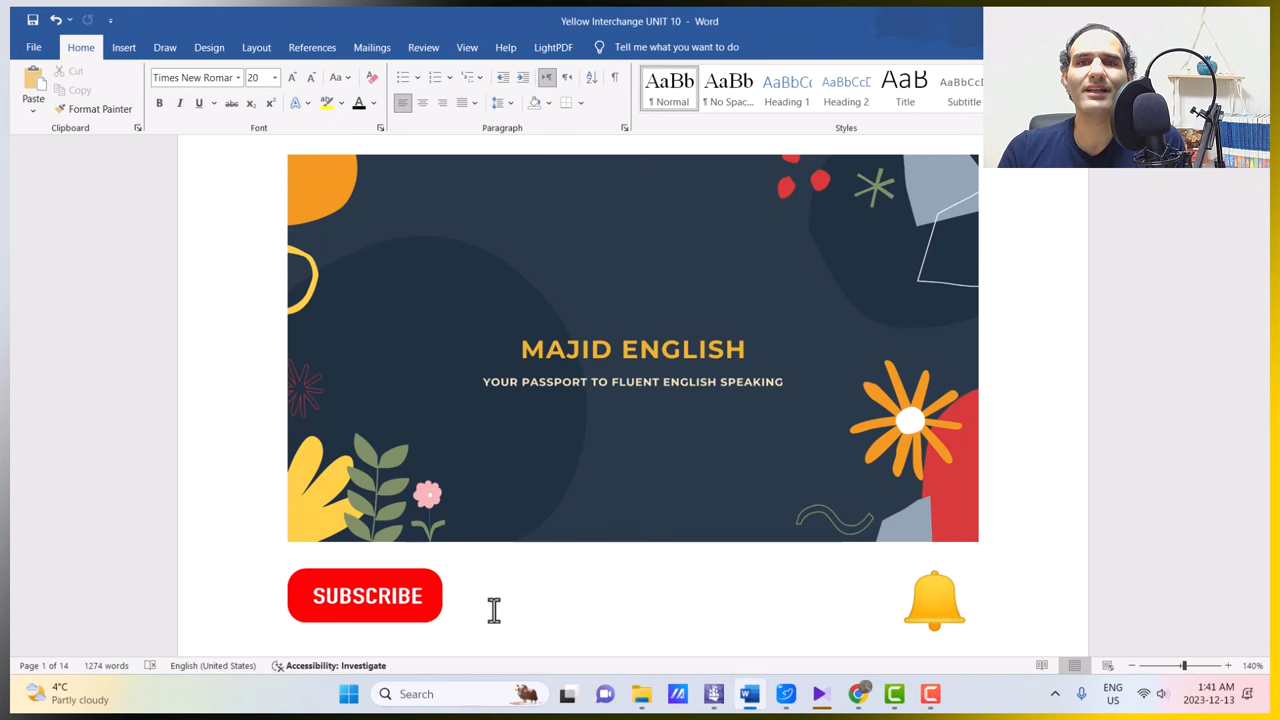 Yellow Interchange UNIT 10 - Word
File Home Insert Draw Design Layout References Mailings Review View Help LightPDF Tell me what you want to do
Paste
Cut
Copy
Format Painter
Clipboard
Times New Romar 20
Font
Paragraph
AaBb AaBb AaBbCc AaBbCcD AaB AaBbCcD
¶ Normal ¶ No Spac... Heading 1 Heading 2 Title Subtitle
Styles
MAJID ENGLISH
YOUR PASSPORT TO FLUENT ENGLISH SPEAKING
SUBSCRIBE
Page 1 of 14 1274 words English (United States) Accessibility: Investigate 140%
4°C
Partly cloudy
Search
ENG
US
1:41 AM
2023-12-13